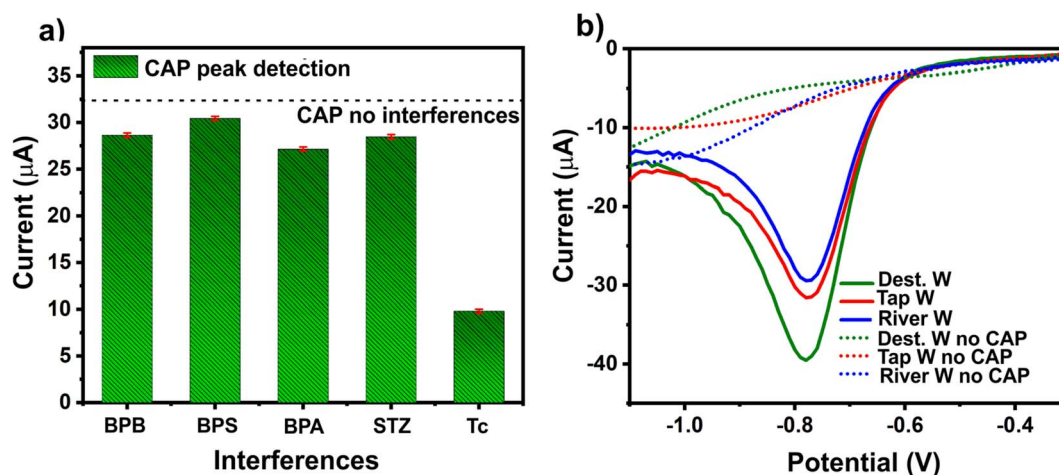 a)
CAP peak detection
CAP no interferences
35
30
25
20
15
10
5
0
Current (μA)
BPB BPS BPA STZ Tc
Interferences
b)
0
-10
-20
-30
-40
Current (μA)
Dest. W
Tap W
River W
Dest. W no CAP
Tap W no CAP
River W no CAP
-1.0 -0.8 -0.6 -0.4
Potential (V)